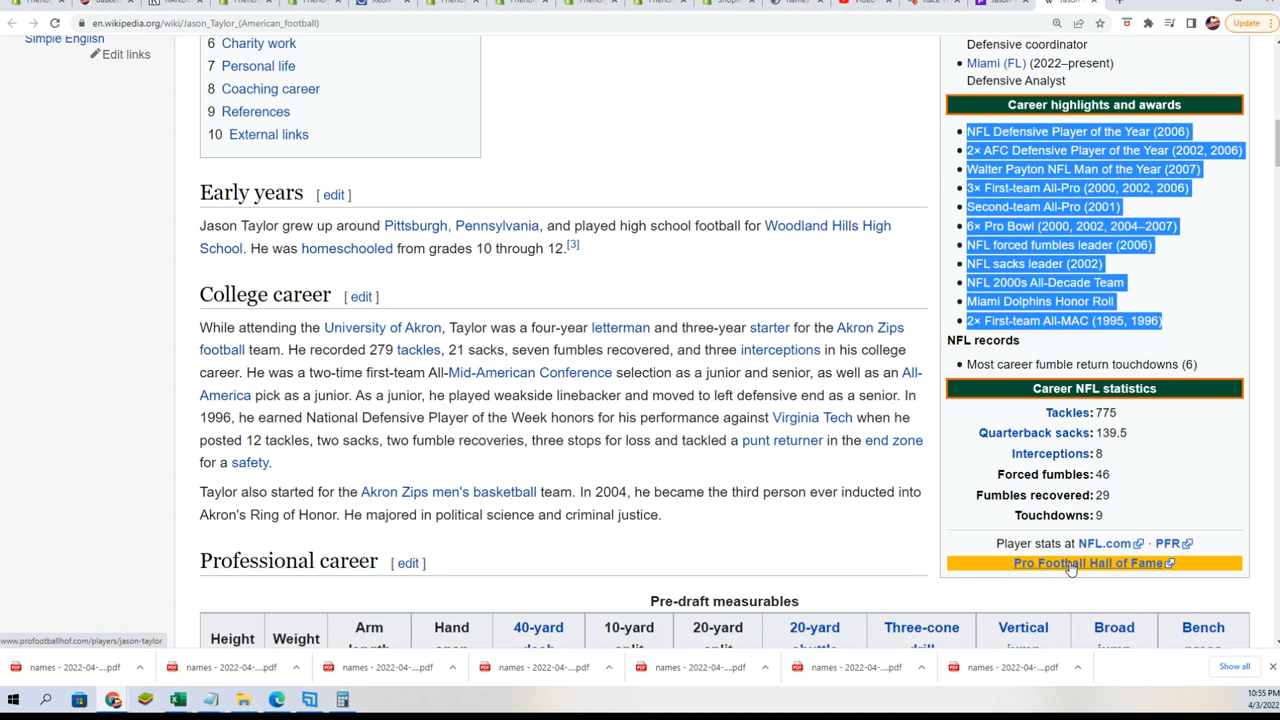 en.wikipedia.org/wiki/Jason_Taylor_(American_football)
Update
Simple English
Edit links
6 Charity work
7 Personal life
8 Coaching career
9 References
10 External links
Early years [ edit ]
Jason Taylor grew up around Pittsburgh, Pennsylvania, and played high school football for Woodland Hills High
School. He was homeschooled from grades 10 through 12.[3]
College career [ edit ]
While attending the University of Akron, Taylor was a four-year letterman and three-year starter for the Akron Zips
football team. He recorded 279 tackles, 21 sacks, seven fumbles recovered, and three interceptions in his college
career. He was a two-time first-team All-Mid-American Conference selection as a junior and senior, as well as an All-
America pick as a junior. As a junior, he played weakside linebacker and moved to left defensive end as a senior. In
1996, he earned National Defensive Player of the Week honors for his performance against Virginia Tech when he
posted 12 tackles, two sacks, two fumble recoveries, three stops for loss and tackled a punt returner in the end zone
for a safety.
Taylor also started for the Akron Zips men's basketball team. In 2004, he became the third person ever inducted into
Akron's Ring of Honor. He majored in political science and criminal justice.
Professional career [ edit ]
Defensive coordinator
• Miami (FL) (2022–present)
Defensive Analyst
Career highlights and awards
• NFL Defensive Player of the Year (2006)
• 2× AFC Defensive Player of the Year (2002, 2006)
• Walter Payton NFL Man of the Year (2007)
• 3× First-team All-Pro (2000, 2002, 2006)
• Second-team All-Pro (2001)
• 6× Pro Bowl (2000, 2002, 2004–2007)
• NFL forced fumbles leader (2006)
• NFL sacks leader (2002)
• NFL 2000s All-Decade Team
• Miami Dolphins Honor Roll
• 2× First-team All-MAC (1995, 1996)
NFL records
• Most career fumble return touchdowns (6)
Career NFL statistics
Tackles: 775
Quarterback sacks: 139.5
Interceptions: 8
Forced fumbles: 46
Fumbles recovered: 29
Touchdowns: 9
Player stats at NFL.com · PFR
Pro Football Hall of Fame
Pre-draft measurables
Height Weight Arm Hand span 40-yard 10-yard 20-yard 20-yard Three-cone Vertical Broad Bench
www.profootballhof.com/players/jason-taylor
names - 2022-04-....pdf
names - 2022-04-....pdf
names - 2022-04-....pdf
names - 2022-04-....pdf
names - 2022-04-....pdf
names - 2022-04-....pdf
names - 2022-04-....pdf
Show all
10:55 PM
4/3/2022